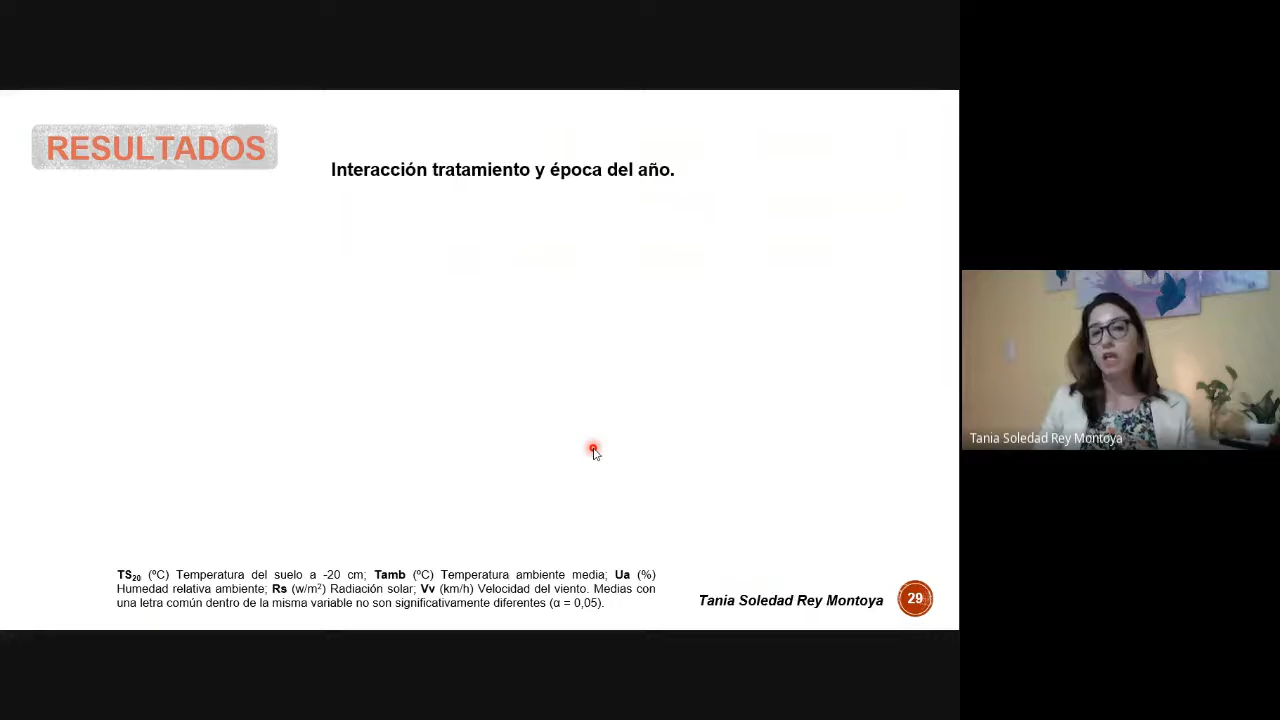 RESULTADOS
Interacción tratamiento y época del año.
TS20 (ºC) Temperatura del suelo a -20 cm; Tamb (ºC) Temperatura ambiente media; Ua (%)
Humedad relativa ambiente; Rs (w/m²) Radiación solar; Vv (km/h) Velocidad del viento. Medias con
una letra común dentro de la misma variable no son significativamente diferentes (α = 0,05).
Tania Soledad Rey Montoya
29
Tania Soledad Rey Montoya